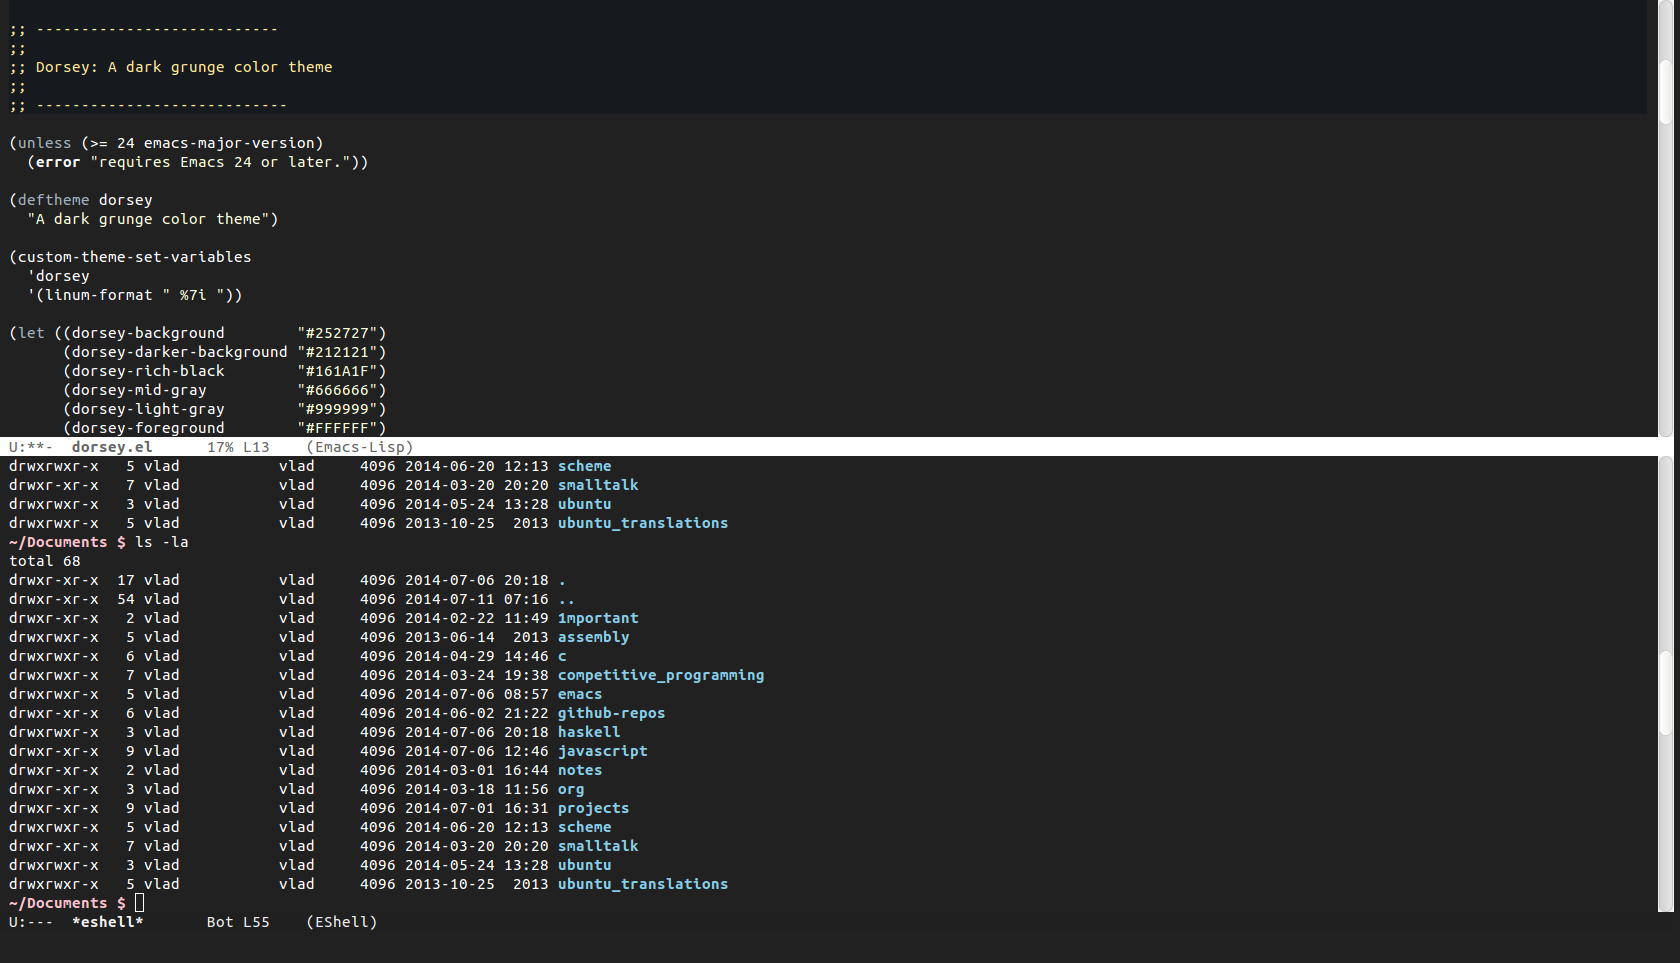 ;; ---------------------------
;;
;; Dorsey: A dark grunge color theme
;;
;; ----------------------------
(unless (>= 24 emacs-major-version)
  (error "requires Emacs 24 or later."))
(deftheme dorsey
  "A dark grunge color theme")
(custom-theme-set-variables
  'dorsey
  '(linum-format " %7i "))
(let ((dorsey-background        "#252727")
      (dorsey-darker-background "#212121")
      (dorsey-rich-black        "#161A1F")
      (dorsey-mid-gray          "#666666")
      (dorsey-light-gray        "#999999")
      (dorsey-foreground        "#FFFFFF")
U:**-  dorsey.el      17% L13    (Emacs-Lisp)
drwxrwxr-x   5 vlad           vlad     4096 2014-06-20 12:13 scheme
drwxrwxr-x   7 vlad           vlad     4096 2014-03-20 20:20 smalltalk
drwxrwxr-x   3 vlad           vlad     4096 2014-05-24 13:28 ubuntu
drwxrwxr-x   5 vlad           vlad     4096 2013-10-25  2013 ubuntu_translations
~/Documents $ ls -la
total 68
drwxr-xr-x  17 vlad           vlad     4096 2014-07-06 20:18 .
drwxr-xr-x  54 vlad           vlad     4096 2014-07-11 07:16 ..
drwxrwxr-x   2 vlad           vlad     4096 2014-02-22 11:49 1mportant
drwxrwxr-x   5 vlad           vlad     4096 2013-06-14  2013 assembly
drwxrwxr-x   6 vlad           vlad     4096 2014-04-29 14:46 c
drwxrwxr-x   7 vlad           vlad     4096 2014-03-24 19:38 competitive_programming
drwxrwxr-x   5 vlad           vlad     4096 2014-07-06 08:57 emacs
drwxr-xr-x   6 vlad           vlad     4096 2014-06-02 21:22 github-repos
drwxrwxr-x   3 vlad           vlad     4096 2014-07-06 20:18 haskell
drwxr-xr-x   9 vlad           vlad     4096 2014-07-06 12:46 javascript
drwxrwxr-x   2 vlad           vlad     4096 2014-03-01 16:44 notes
drwxrwxr-x   3 vlad           vlad     4096 2014-03-18 11:56 org
drwxrwxr-x   9 vlad           vlad     4096 2014-07-01 16:31 projects
drwxrwxr-x   5 vlad           vlad     4096 2014-06-20 12:13 scheme
drwxrwxr-x   7 vlad           vlad     4096 2014-03-20 20:20 smalltalk
drwxrwxr-x   3 vlad           vlad     4096 2014-05-24 13:28 ubuntu
drwxrwxr-x   5 vlad           vlad     4096 2013-10-25  2013 ubuntu_translations
~/Documents $
U:---  *eshell*       Bot L55    (EShell)